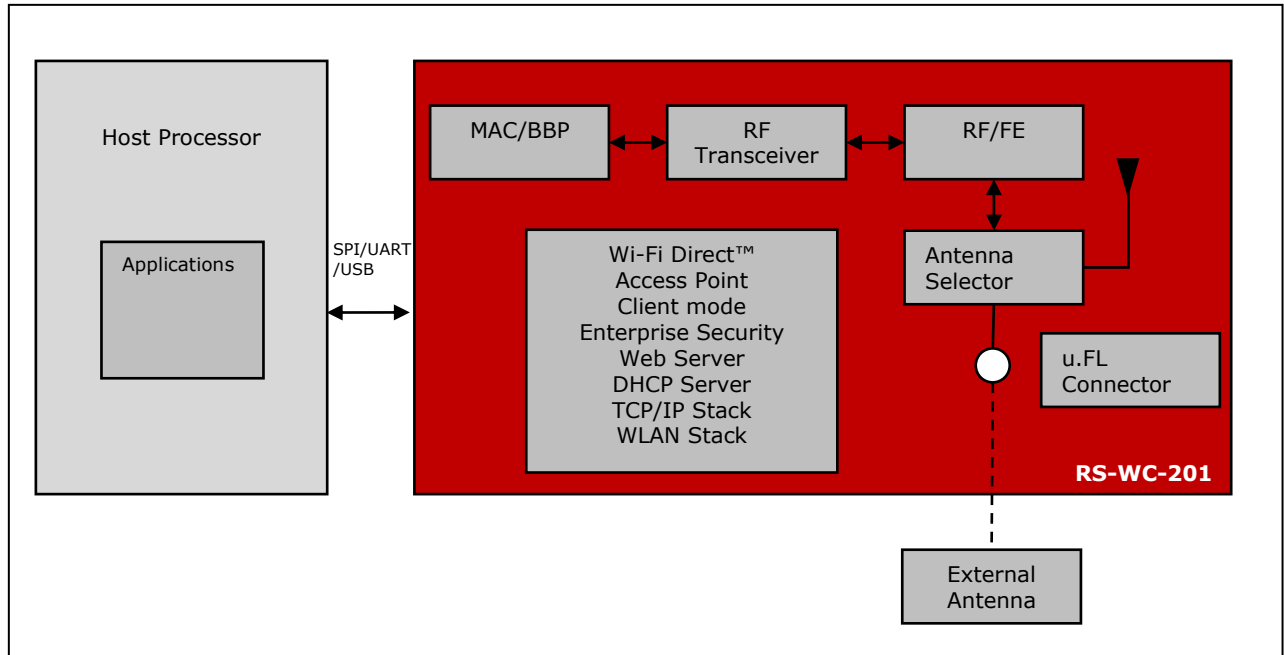 Host Processor
Applications
SPI/UART
/USB
MAC/BBP
RF
Transceiver
RF/FE
Wi-Fi Direct™
Access Point
Client mode
Enterprise Security
Web Server
DHCP Server
TCP/IP Stack
WLAN Stack
Antenna
Selector
u.FL
Connector
RS-WC-201
External
Antenna